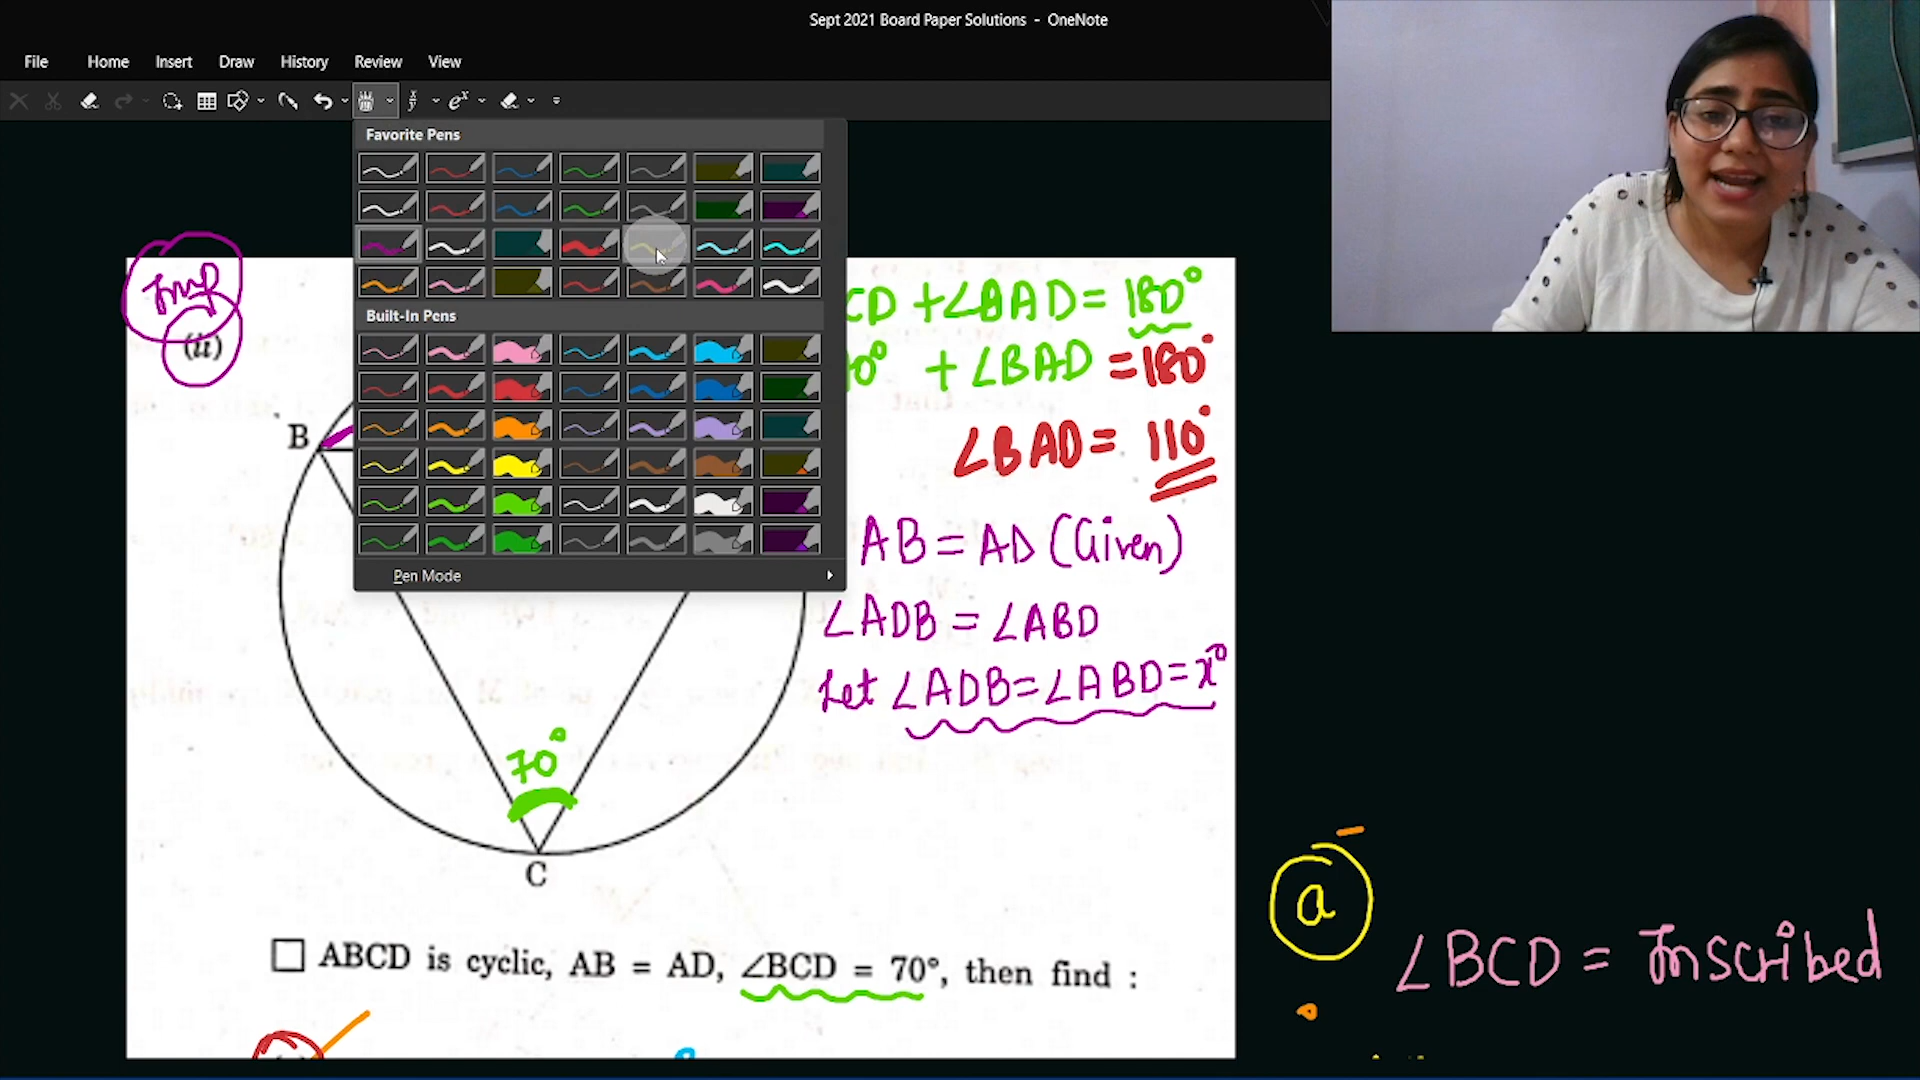 Sept 2021 Board Paper Solutions - OneNote
File Home Insert Draw History Review View
Favorite Pens
Built-In Pens
Pen Mode
Imp
(ii)
B
CD +∠BAD= 180°
0° + ∠BAD =180°
∠BAD= 110°
AB = AD (Given)
∠ADB = ∠ABD
Let ∠ADB=∠ABD=x°
70°
C
□ ABCD is cyclic, AB = AD, ∠BCD = 70°, then find :
a
∠BCD = Inscribed